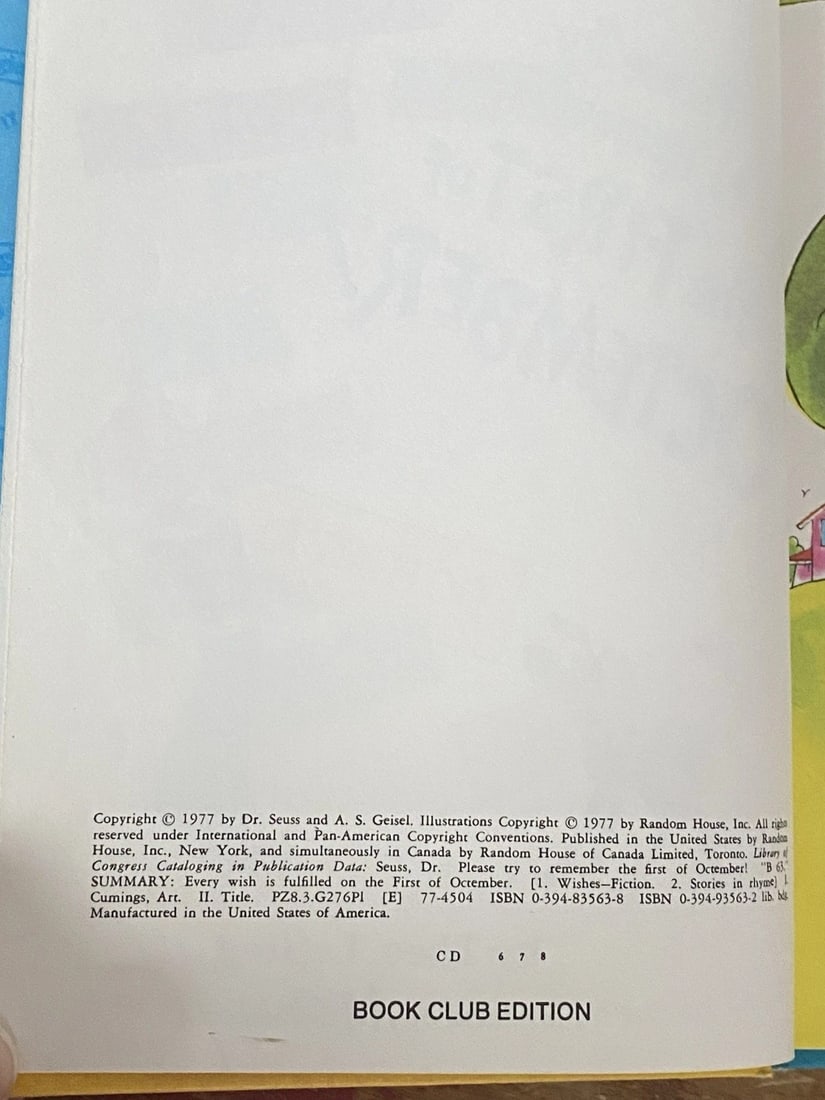 Copyright © 1977 by Dr. Seuss and A. S. Geisel. Illustrations Copyright © 1977 by Random House, Inc. All rights
reserved under International and Pan-American Copyright Conventions. Published in the United States by Random
House, Inc., New York, and simultaneously in Canada by Random House of Canada Limited, Toronto. Library of
Congress Cataloging in Publication Data: Seuss, Dr. Please try to remember the first of Octember! "B 63."
SUMMARY: Every wish is fulfilled on the First of Octember. [1. Wishes—Fiction. 2. Stories in rhyme] I.
Cumings, Art. II. Title. PZ8.3.G276Pl [E] 77-4504 ISBN 0-394-83563-8 ISBN 0-394-93563-2 lib. bdg.
Manufactured in the United States of America.
C D 6 7 8
BOOK CLUB EDITION